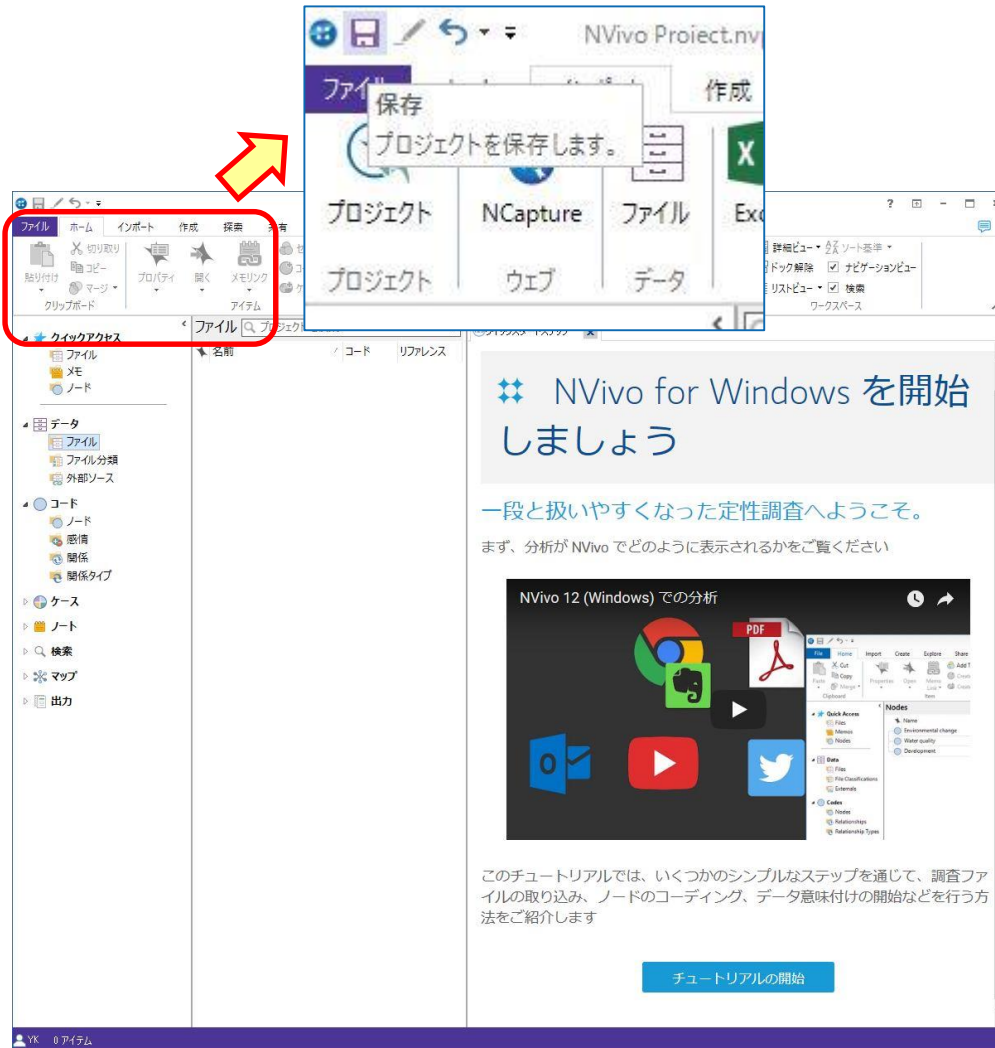 NVivo Project.nvp
ファイル
作成
保存
プロジェクトを保存します。
プロジェクト
NCapture
ファイル
Exc
プロジェクト
ウェブ
データ
?
ファイル
ホーム
インポート
作成
探索
共有
貼り付け
切り取り
コピー
マージ
クリップボード
プロパティ
開く
メモリンク
アイテム
詳細ビュー
ソート基準
ドック解除
ナビゲーションビュー
リストビュー
検索
ワークスペース
クイックアクセス
ファイル
メモ
ノード
データ
ファイル
ファイル分類
外部ソース
コード
ノード
感情
関係
関係タイプ
ケース
ノート
検索
マップ
出力
ファイル
名前
コード
リファレンス
NVivo for Windows を開始
しましょう
一段と扱いやすくなった定性調査へようこそ。
まず、分析が NVivo でどのように表示されるかをご覧ください
NVivo 12 (Windows) での分析
PDF
File Home Import Create Explore Share
Paste
Cut
Copy
Merge
Clipboard
Properties
Open
Memo
Link
Item
Add T
Creat
Creat
Quick Access
Files
Memos
Nodes
Data
Files
File Classifications
Externals
Codes
Nodes
Relationships
Relationship Types
Nodes
Name
Environmental change
Water quality
Development
このチュートリアルでは、いくつかのシンプルなステップを通じて、調査ファ
イルの取り込み、ノードのコーディング、データ意味付けの開始などを行う方
法をご紹介します
チュートリアルの開始
YK 0 アイテム